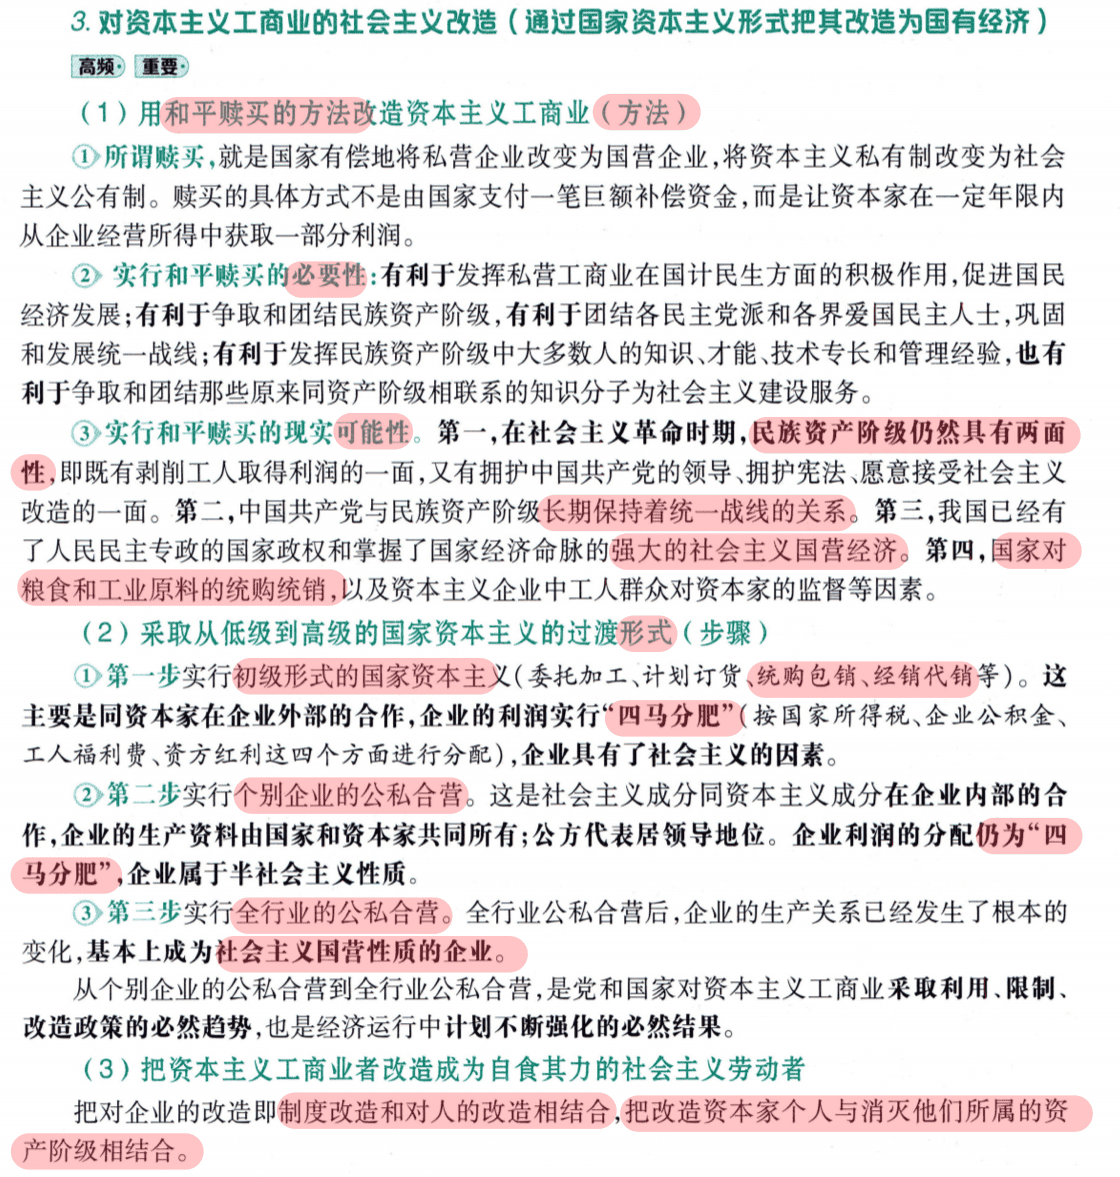 3. 对资本主义工商业的社会主义改造（通过国家资本主义形式把其改造为国有经济）
高频 重要
（1）用和平赎买的方法改造资本主义工商业（方法）
①所谓赎买，就是国家有偿地将私营企业改变为国营企业，将资本主义私有制改变为社会
主义公有制。赎买的具体方式不是由国家支付一笔巨额补偿资金，而是让资本家在一定年限内
从企业经营所得中获取一部分利润。
② 实行和平赎买的必要性：有利于发挥私营工商业在国计民生方面的积极作用，促进国民
经济发展；有利于争取和团结民族资产阶级，有利于团结各民主党派和各界爱国民主人士，巩固
和发展统一战线；有利于发挥民族资产阶级中大多数人的知识、才能、技术专长和管理经验，也有
利于争取和团结那些原来同资产阶级相联系的知识分子为社会主义建设服务。
③实行和平赎买的现实可能性。第一，在社会主义革命时期，民族资产阶级仍然具有两面
性，即既有剥削工人取得利润的一面，又有拥护中国共产党的领导、拥护宪法、愿意接受社会主义
改造的一面。第二，中国共产党与民族资产阶级长期保持着统一战线的关系。第三，我国已经有
了人民民主专政的国家政权和掌握了国家经济命脉的强大的社会主义国营经济。第四，国家对
粮食和工业原料的统购统销，以及资本主义企业中工人群众对资本家的监督等因素。
（2）采取从低级到高级的国家资本主义的过渡形式（步骤）
①第一步实行初级形式的国家资本主义（委托加工、计划订货、统购包销、经销代销等）。这
主要是同资本家在企业外部的合作，企业的利润实行“四马分肥”（按国家所得税、企业公积金、
工人福利费、资方红利这四个方面进行分配），企业具有了社会主义的因素。
②第二步实行个别企业的公私合营。这是社会主义成分同资本主义成分在企业内部的合
作，企业的生产资料由国家和资本家共同所有；公方代表居领导地位。企业利润的分配仍为“四
马分肥”，企业属于半社会主义性质。
③第三步实行全行业的公私合营。全行业公私合营后，企业的生产关系已经发生了根本的
变化，基本上成为社会主义国营性质的企业。
从个别企业的公私合营到全行业公私合营，是党和国家对资本主义工商业采取利用、限制、
改造政策的必然趋势，也是经济运行中计划不断强化的必然结果。
（3）把资本主义工商业者改造成为自食其力的社会主义劳动者
把对企业的改造即制度改造和对人的改造相结合，把改造资本家个人与消灭他们所属的资
产阶级相结合。